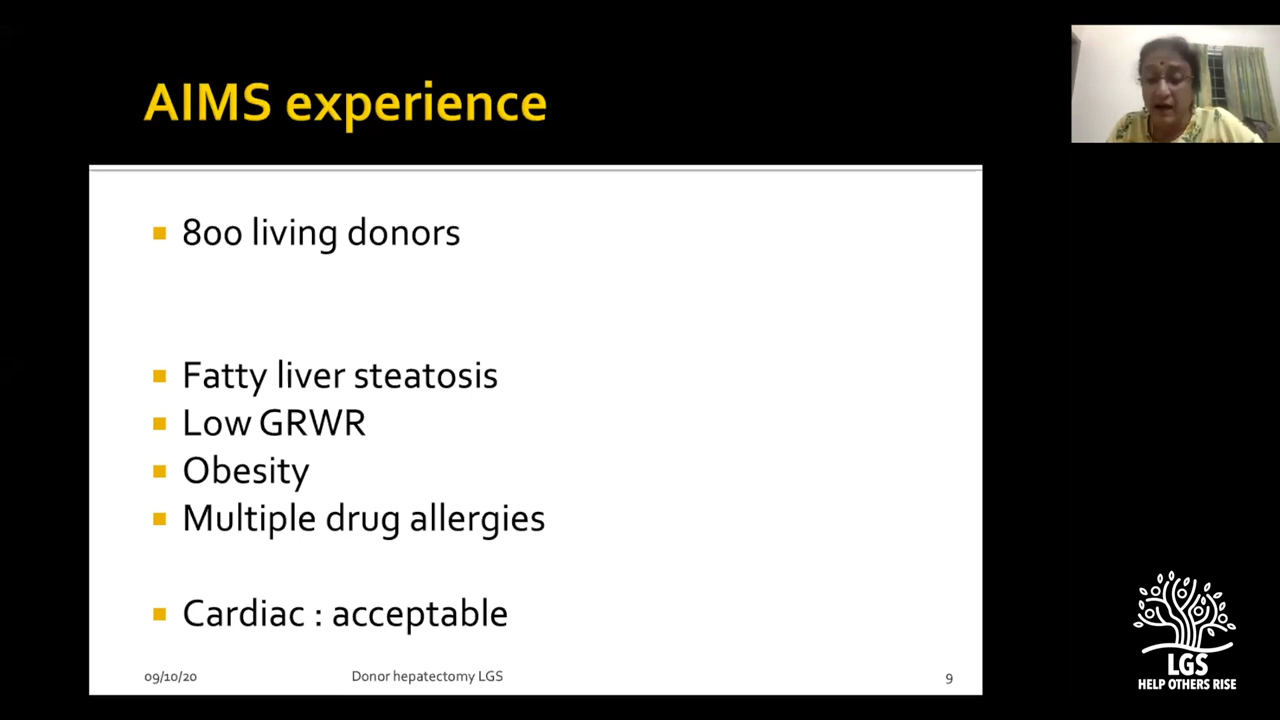 AIMS experience
800 living donors
Fatty liver steatosis
Low GRWR
Obesity
Multiple drug allergies
Cardiac : acceptable
09/10/20 Donor hepatectomy LGS 9
LGS
HELP OTHERS RISE